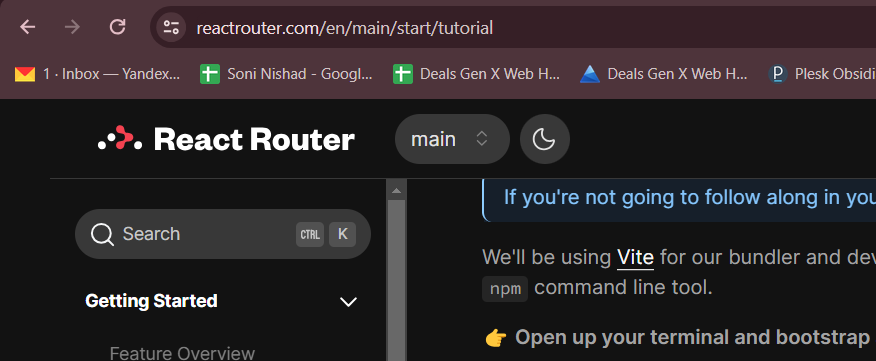 reactrouter.com/en/main/start/tutorial
1 · Inbox — Yandex...
Soni Nishad - Googl...
Deals Gen X Web H...
Deals Gen X Web H...
Plesk Obsidi
React Router
main
If you're not going to follow along in you
Search
CTRL
K
We'll be using Vite for our bundler and dev
npm command line tool.
Getting Started
👉 Open up your terminal and bootstrap
Feature Overview